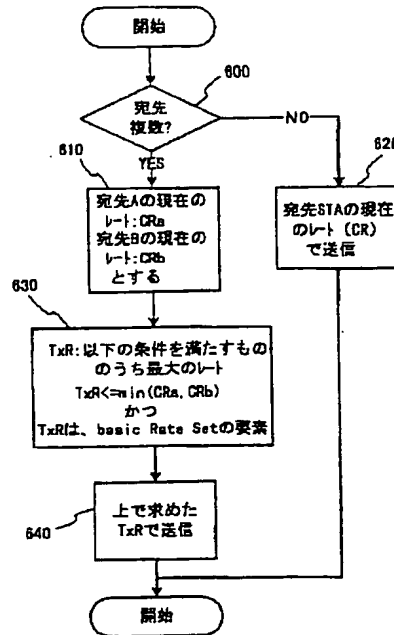 開始
600
宛先
複数?
NO
YES
610
620
宛先Aの現在の
レート:CRa
宛先Bの現在の
レート:CRb
とする
宛先STAの現在
のレート (CR)
で送信
630
TxR:以下の条件を満たすもの
のうち最大のレート
TxR<=min(CRa,CRb)
かつ
TxRは、basic Rate Setの要素
上で求めた
TxRで送信
640
開始